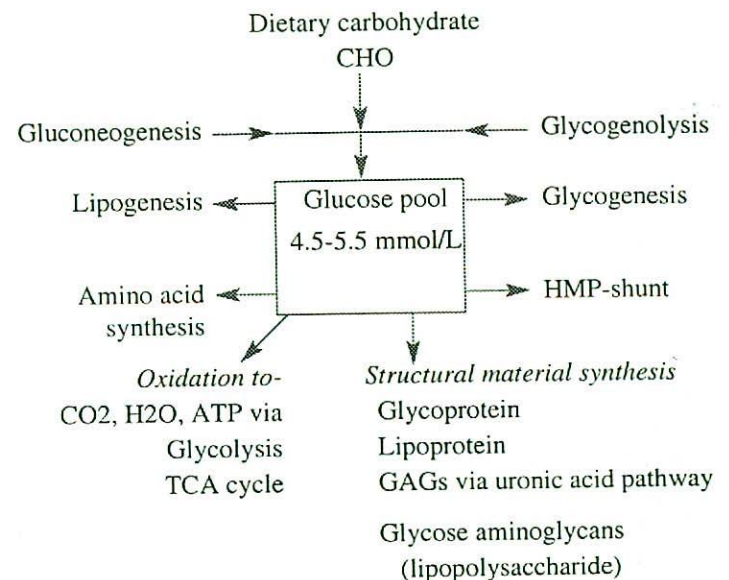 Dietary carbohydrate
CHO
Gluconeogenesis
Glycogenolysis
Lipogenesis
Glucose pool
Glycogenesis
4.5-5.5 mmol/L
Amino acid
synthesis
HMP-shunt
Oxidation to-
CO2, H2O, ATP via
Glycolysis
TCA cycle
Structural material synthesis
Glycoprotein
Lipoprotein
GAGs via uronic acid pathway
Glycose aminoglycans
(lipopolysaccharide)